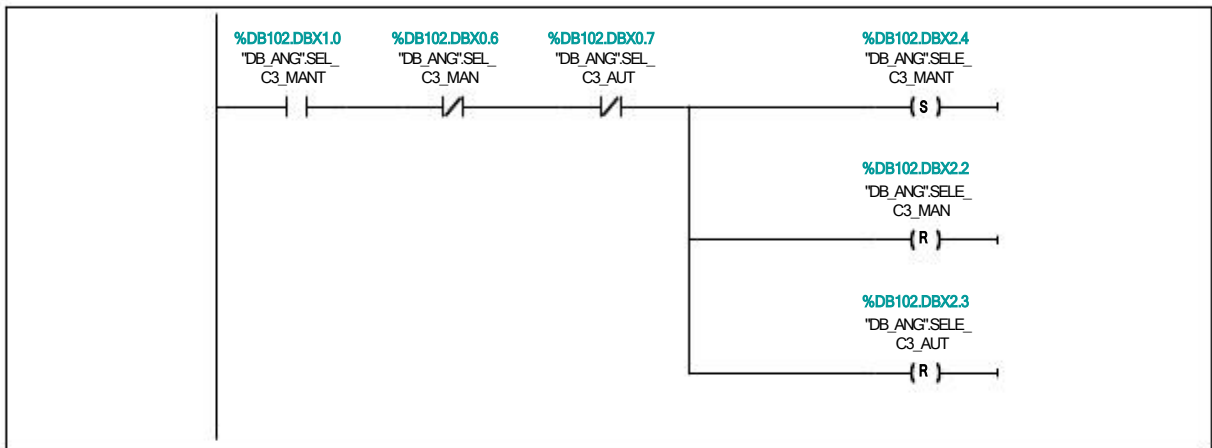 %DB102.DBX1.0 %DB102.DBX0.6 %DB102.DBX0.7 %DB102.DBX2.4
"DB_ANG".SEL_ "DB_ANG".SEL_ "DB_ANG".SEL_ "DB_ANG".SELE_
C3_MANT C3_MAN C3_AUT C3_MANT
S
%DB102.DBX2.2
"DB_ANG".SELE_
C3_MAN
R
%DB102.DBX2.3
"DB_ANG".SELE_
C3_AUT
R